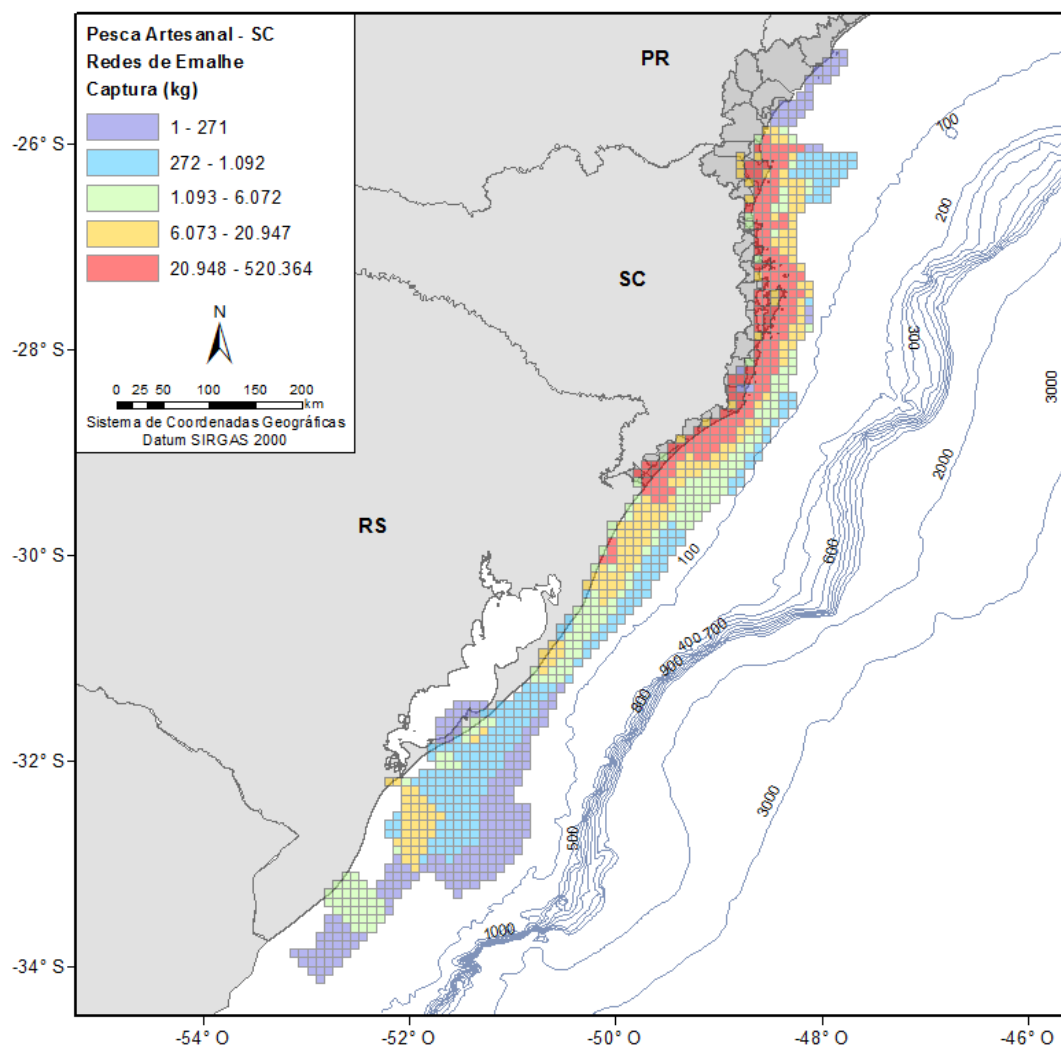 Pesca Artesanal - SC
Redes de Emalhe
Captura (kg)
1 - 271
272 - 1.092
1.093 - 6.072
6.073 - 20.947
20.948 - 520.364
N
0 25 50 100 150 200
km
Sistema de Coordenadas Geográficas
Datum SIRGAS 2000
PR
SC
RS
100
200
300
3000
2000
600
100
400
700
900
800
3000
500
1000
-26° S
-28° S
-30° S
-32° S
-34° S
-54° O
-52° O
-50° O
-48° O
-46° O